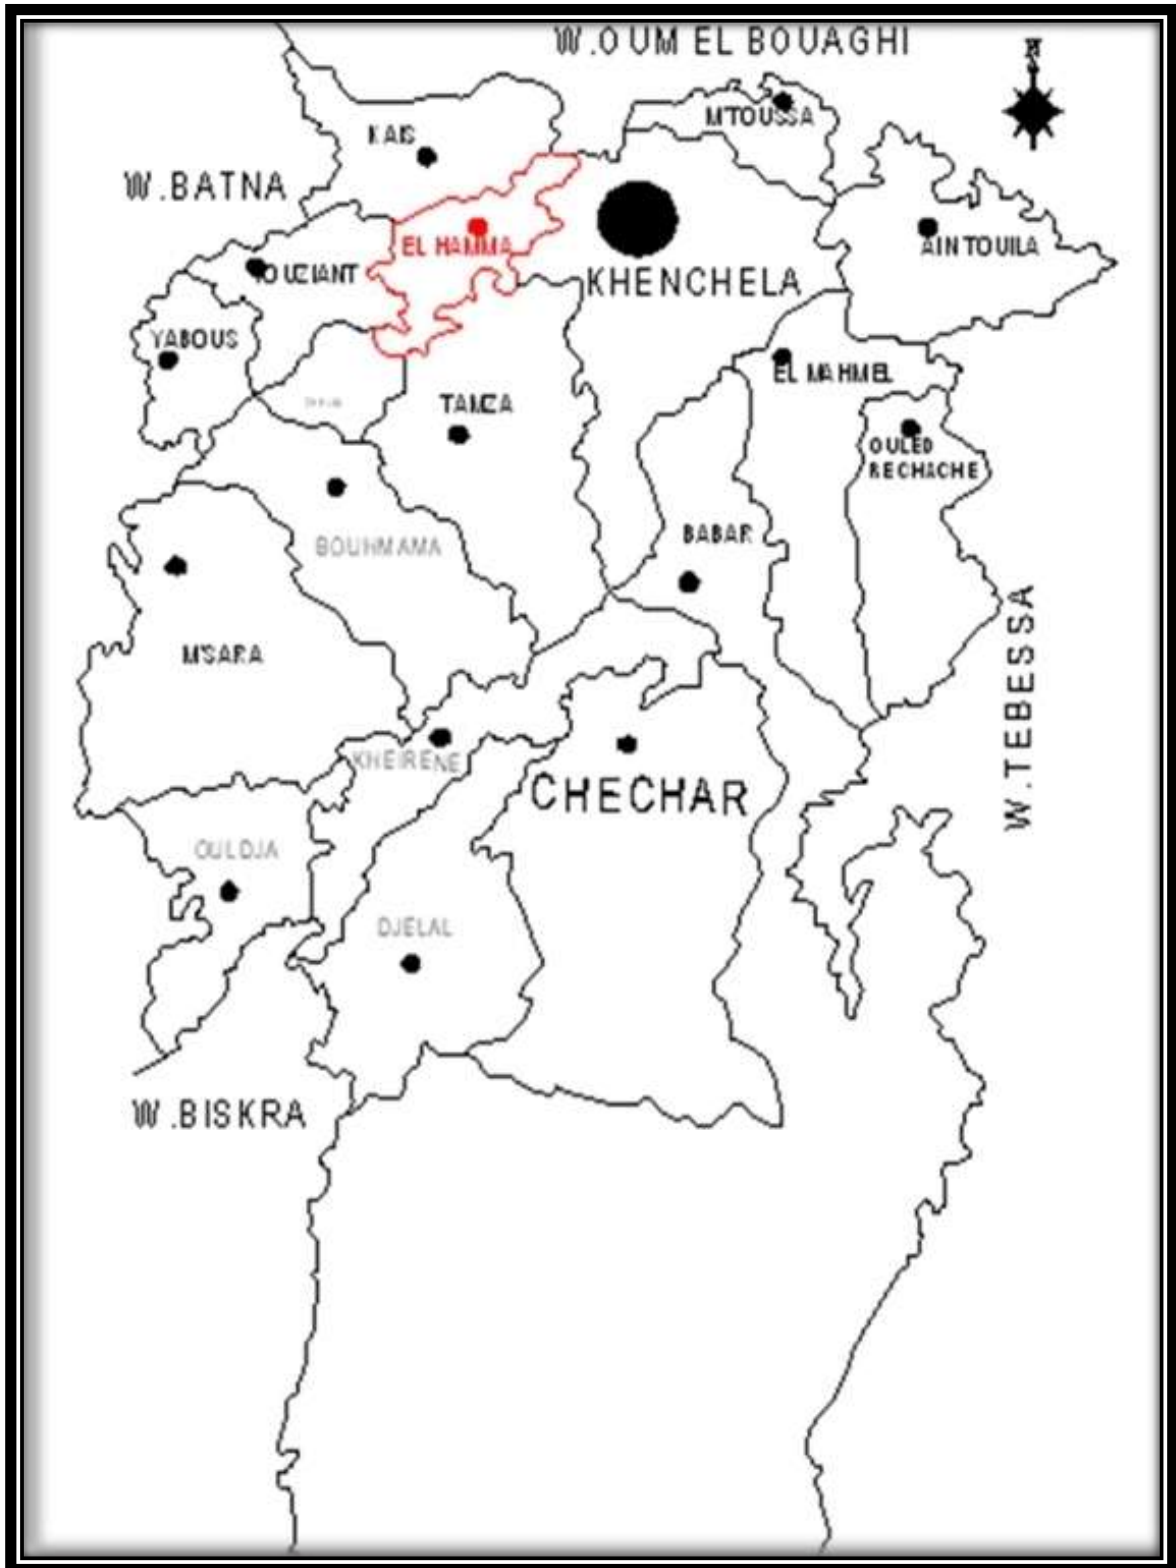 W.OUM EL BOUAGHI
N
M'TOUSSA
KAIS
W.BATNA
EL HAMMA
AIN TOUILA
OUZIANT
KHENCHELA
YABOUS
EL MAHMEL
TAMZA
OULED
RECHACHE
BABAR
BOUHMAMA
M'SARA
W.TEBESSA
KHEIRENE
CHECHAR
OULDJA
DJELAL
W.BISKRA